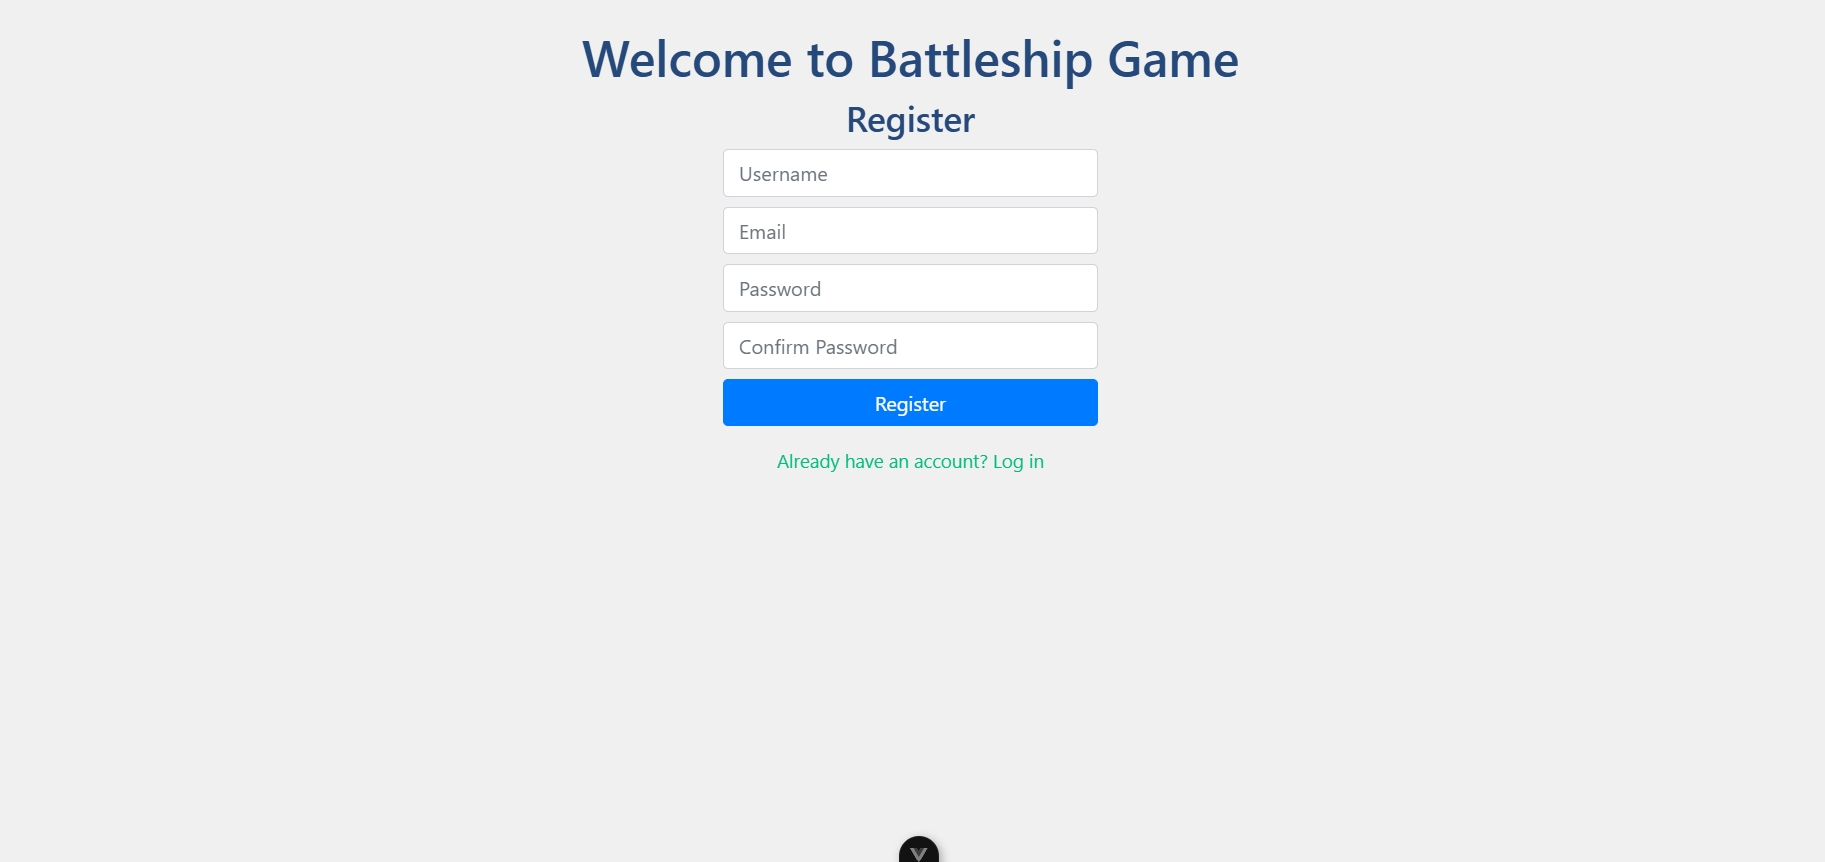 Welcome to Battleship Game
Register
Username
Email
Password
Confirm Password
Register
Already have an account? Log in